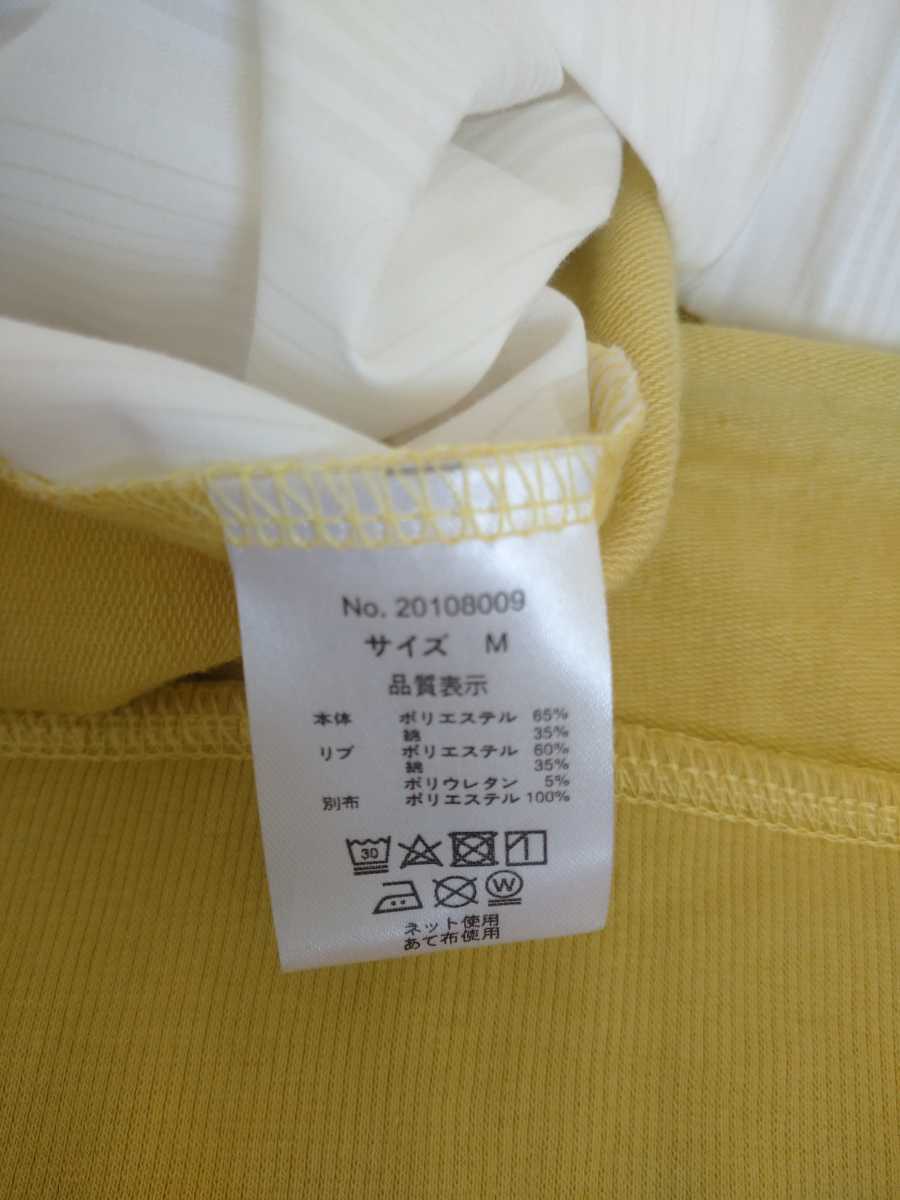 No. 20108009
サイズ M
品質表示
本体 ポリエステル 65%
綿 35%
リブ ポリエステル 60%
綿 35%
ポリウレタン 5%
別布 ポリエステル 100%
30
W
ネット使用
あて布使用